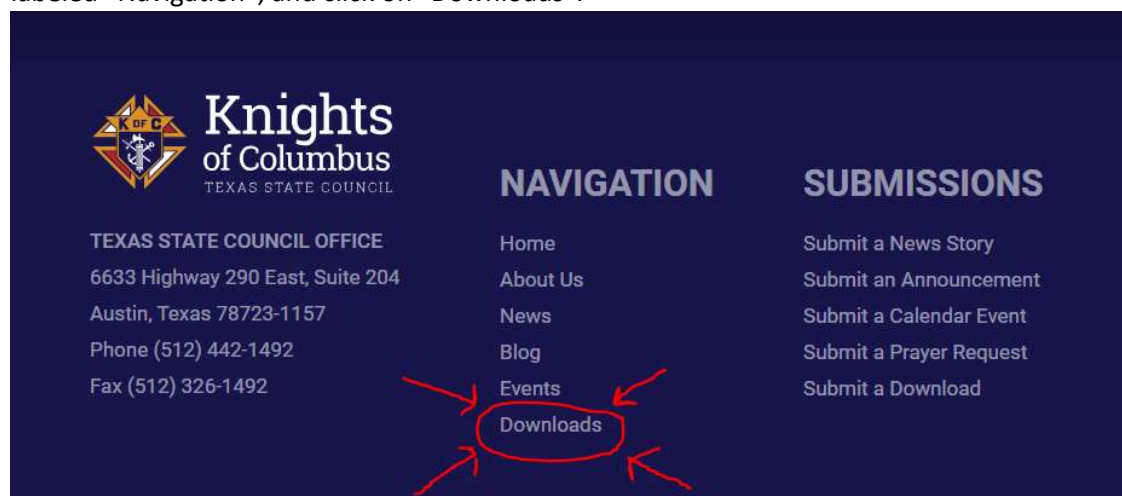 labeled "Navigation", and click on "Downloads".
K OF C
Knights
of Columbus
TEXAS STATE COUNCIL
TEXAS STATE COUNCIL OFFICE
6633 Highway 290 East, Suite 204
Austin, Texas 78723-1157
Phone (512) 442-1492
Fax (512) 326-1492
NAVIGATION
Home
About Us
News
Blog
Events
Downloads
SUBMISSIONS
Submit a News Story
Submit an Announcement
Submit a Calendar Event
Submit a Prayer Request
Submit a Download